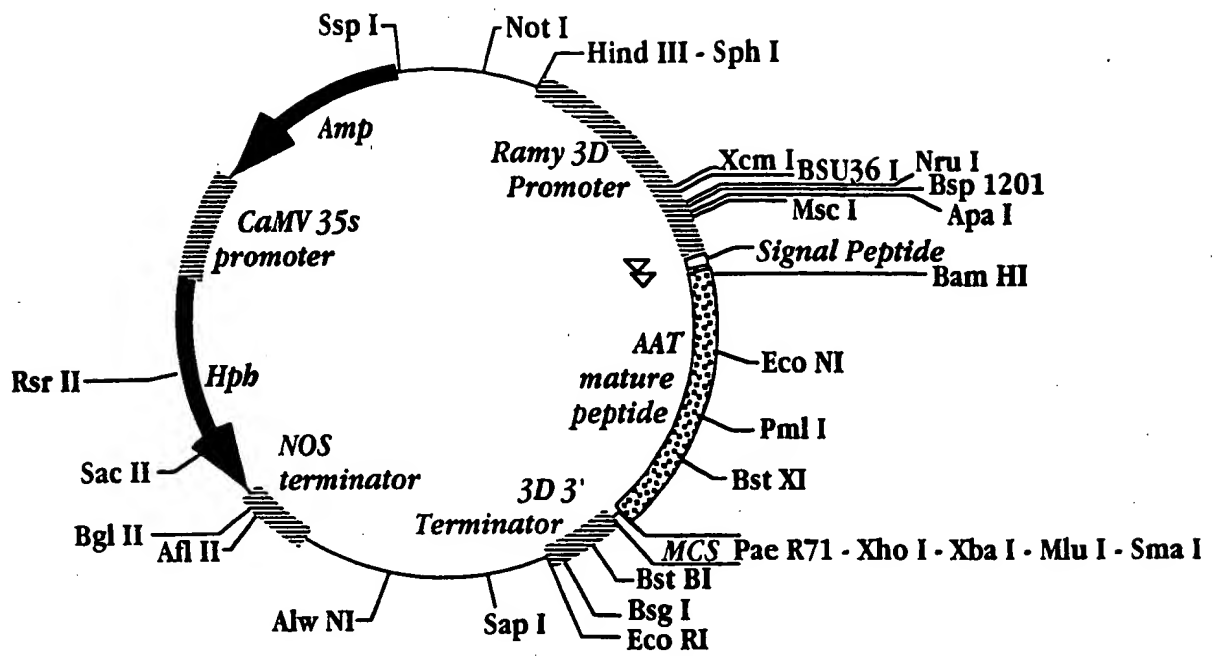 Ssp I
Not I
Hind III - Sph I
Amp
Ramy 3D
Promoter
Xcm I
BSU36 I
Nru I
Bsp 1201
Msc I
Apa I
CaMV 35s
promoter
Signal Peptide
Bam HI
AAT
mature
peptide
Eco NI
Rsr II
Hpb
Pml I
NOS
terminator
Sac II
3D 3'
Terminator
Bst XI
Bgl II
Afl II
MCS Pae R71 - Xho I - Xba I - Mlu I - Sma I
Bst BI
Alw NI
Sap I
Bsg I
Eco RI